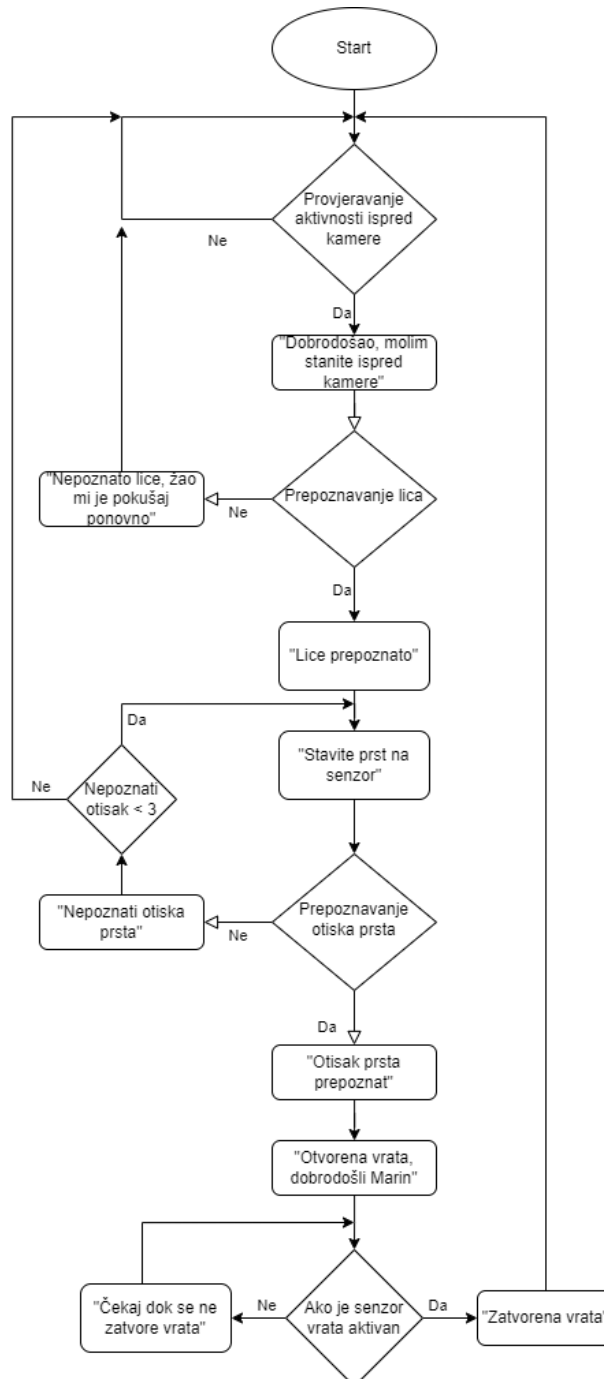 Start
Provjeravanje
aktivnosti ispred
kamere
Ne
Da
"Dobrodošao, molim
stanite ispred
kamere"
Prepoznavanje lica
Ne
"Nepoznato lice, žao
mi je pokušaj
ponovno"
Da
"Lice prepoznato"
Da
"Stavite prst na
senzor"
Ne
Nepoznati
otisak < 3
Prepoznavanje
otiska prsta
Ne
"Nepoznati otiska
prsta"
Da
"Otisak prsta
prepoznat"
"Otvorena vrata,
dobrodošli Marin"
Ako je senzor
vrata aktivan
Ne
"Čekaj dok se ne
zatvore vrata"
Da
"Zatvorena vrata"